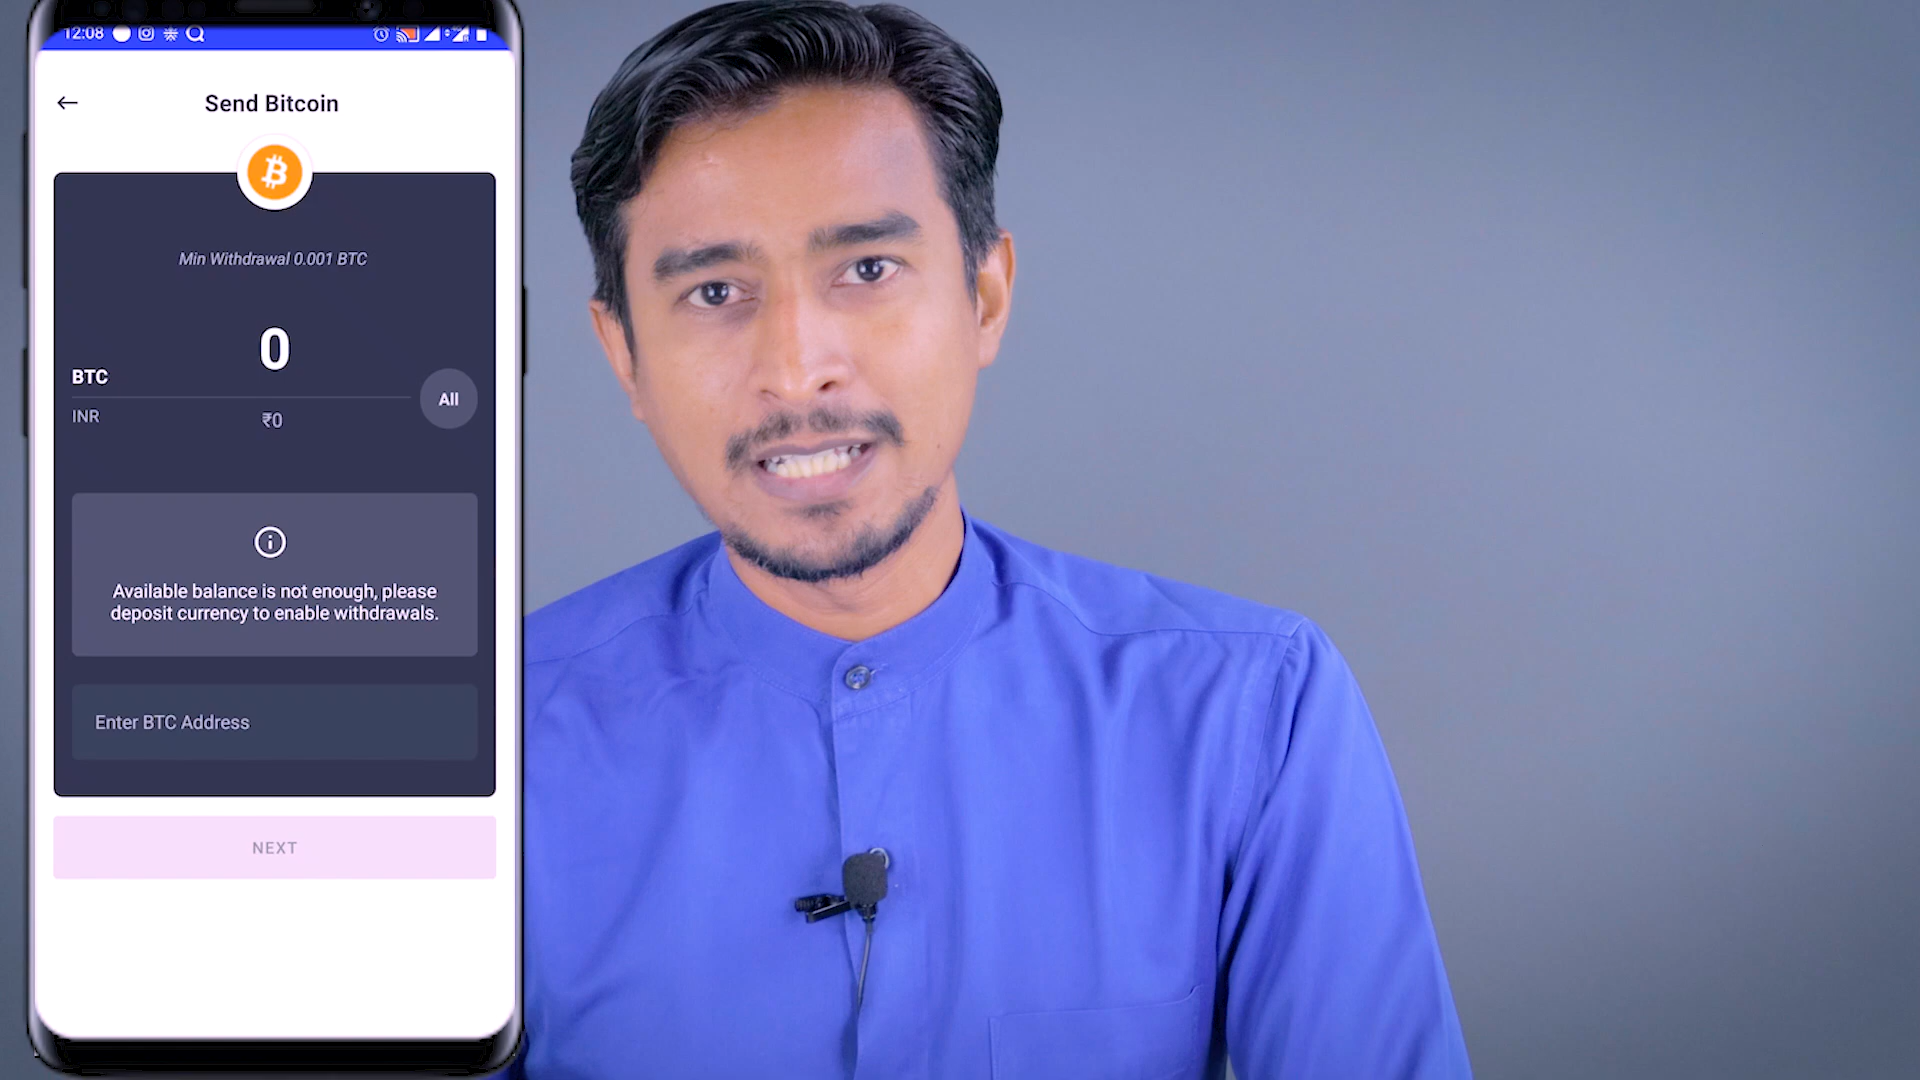 12:08
Send Bitcoin
Min Withdrawal 0.001 BTC
0
BTC
All
INR
₹0
Available balance is not enough, please
deposit currency to enable withdrawals.
Enter BTC Address
NEXT